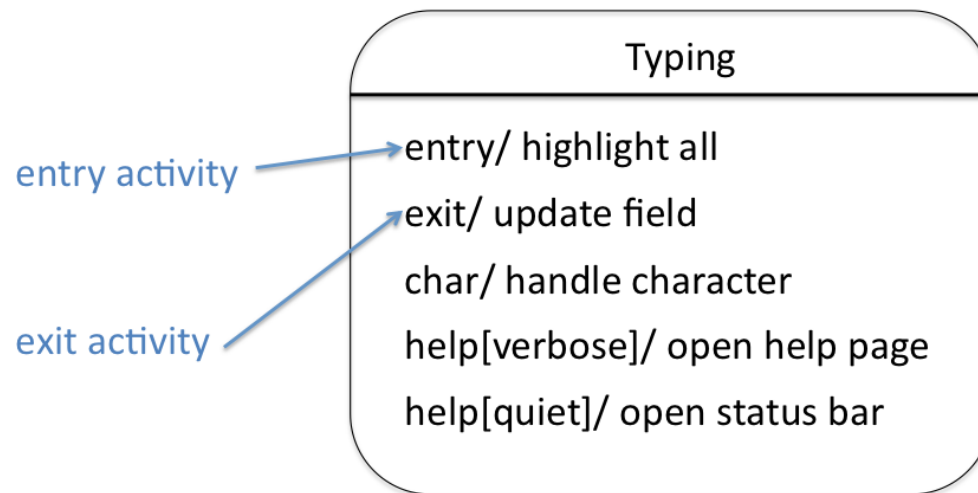 Typing
entry activity
entry/ highlight all
exit/ update field
char/ handle character
exit activity
help[verbose]/ open help page
help[quiet]/ open status bar